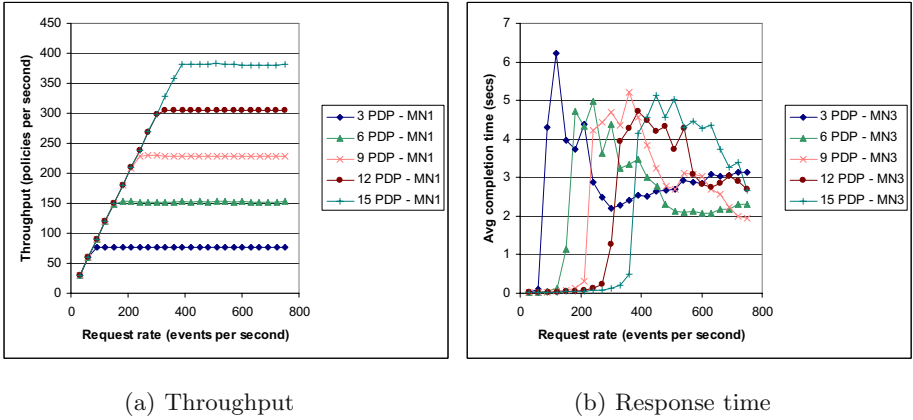 Throughput (policies per second)
450
400
350
300
250
200
150
100
50
0
0 200 400 600 800
Request rate (events per second)
3 PDP - MN1
6 PDP - MN1
9 PDP - MN1
12 PDP - MN1
15 PDP - MN1
Avg completion time (secs)
7
6
5
4
3
2
1
0
0 200 400 600 800
Request rate (events per second)
3 PDP - MN3
6 PDP - MN3
9 PDP - MN3
12 PDP - MN3
15 PDP - MN3
(a) Throughput
(b) Response time